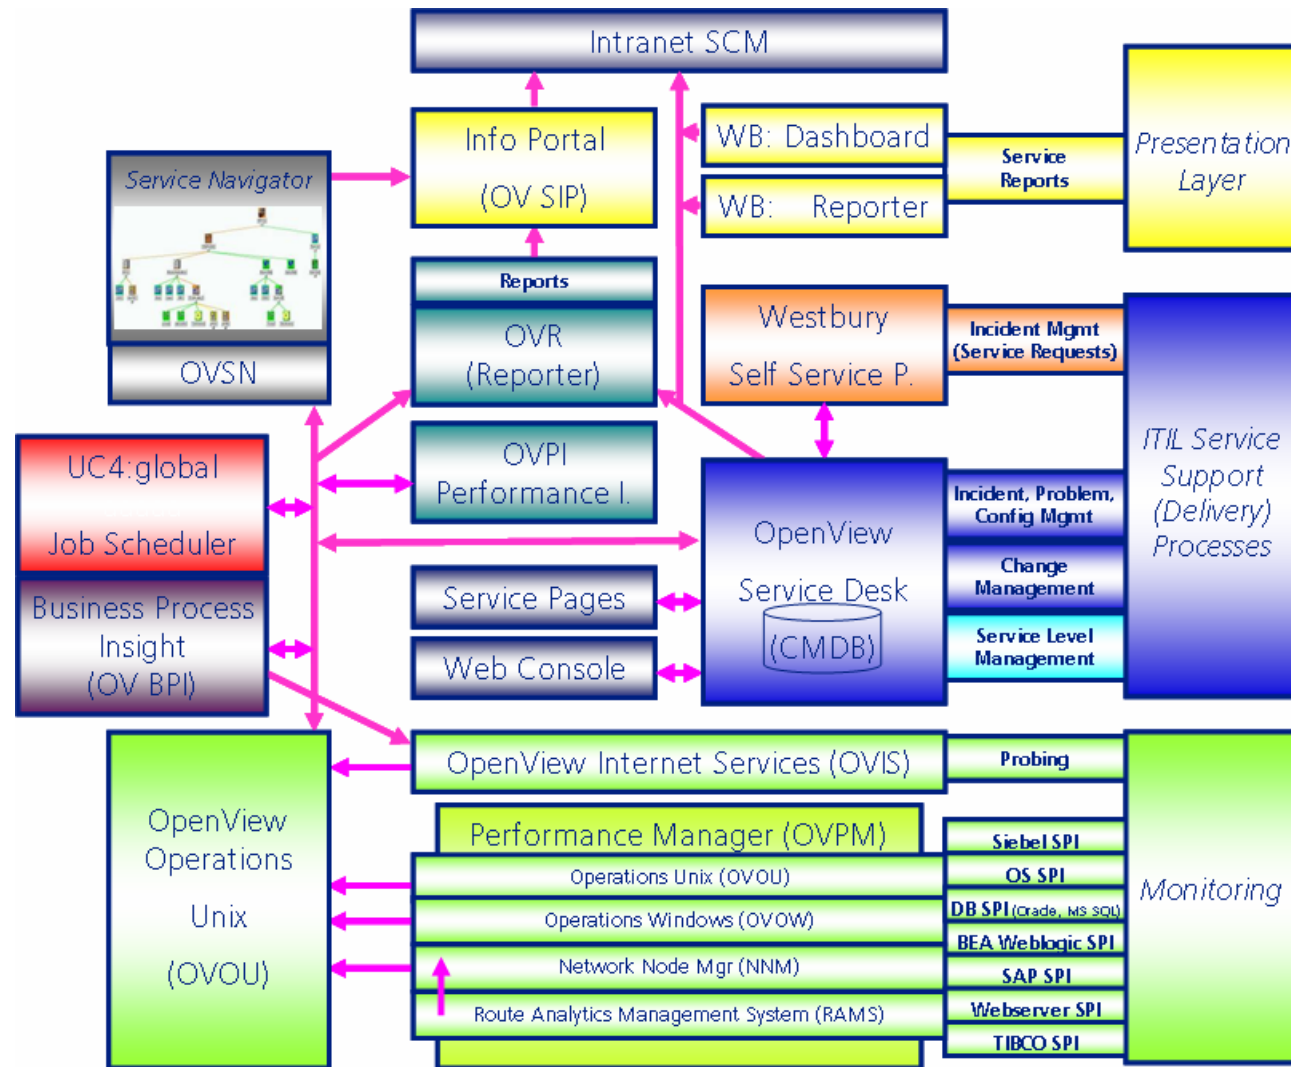 Intranet SCM
Info Portal
(OV SIP)
WB: Dashboard
WB: Reporter
Service
Reports
Presentation
Layer
Service Navigator
OVSN
Reports
OVR
(Reporter)
Westbury
Self Service P.
Incident Mgmt
(Service Requests)
ITIL Service
Support
(Delivery)
Processes
UC4:global
Job Scheduler
OVPI
Performance I.
OpenView
Service Desk
(CMDB)
Incident, Problem,
Config Mgmt
Change
Management
Service Level
Management
Business Process
Insight
(OV BPI)
Service Pages
Web Console
OpenView
Operations
Unix
(OVOU)
OpenView Internet Services (OVIS)
Probing
Performance Manager (OVPM)
Operations Unix (OVOU)
Operations Windows (OVOW)
Network Node Mgr (NNM)
Route Analytics Management System (RAMS)
Siebel SPI
OS SPI
DB SPI (Oracle, MS SQL)
BEA Weblogic SPI
SAP SPI
Webserver SPI
TIBCO SPI
Monitoring